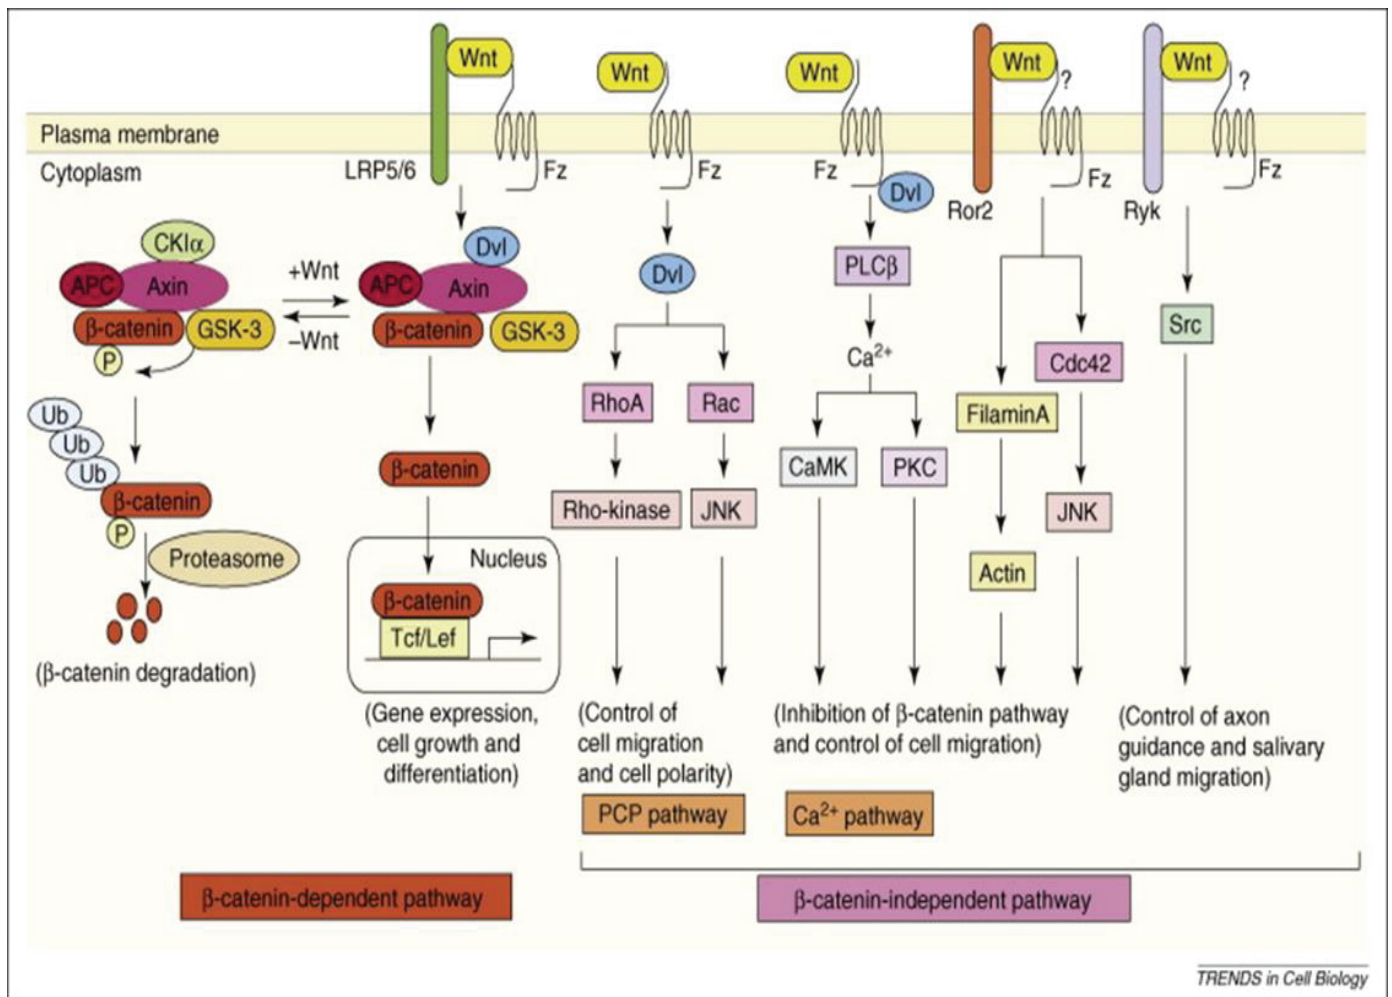 Wnt
Wnt
Wnt
Wnt
?
Wnt
?
Plasma membrane
Cytoplasm
LRP5/6
Fz
Fz
Fz
Dvl
Ror2
Fz
Ryk
Fz
CKIα
APC
Axin
β-catenin
GSK-3
P
+Wnt
–Wnt
Dvl
APC
Axin
β-catenin
GSK-3
Dvl
PLCβ
Ca2+
Src
Cdc42
RhoA
Rac
FilaminA
CaMK
PKC
Ub
Ub
Ub
β-catenin
P
Proteasome
β-catenin
Rho-kinase
JNK
JNK
Actin
Nucleus
β-catenin
Tcf/Lef
(β-catenin degradation)
(Gene expression,
cell growth and
differentiation)
(Control of
cell migration
and cell polarity)
(Inhibition of β-catenin pathway
and control of cell migration)
(Control of axon
guidance and salivary
gland migration)
PCP pathway
Ca2+ pathway
β-catenin-dependent pathway
β-catenin-independent pathway
TRENDS in Cell Biology